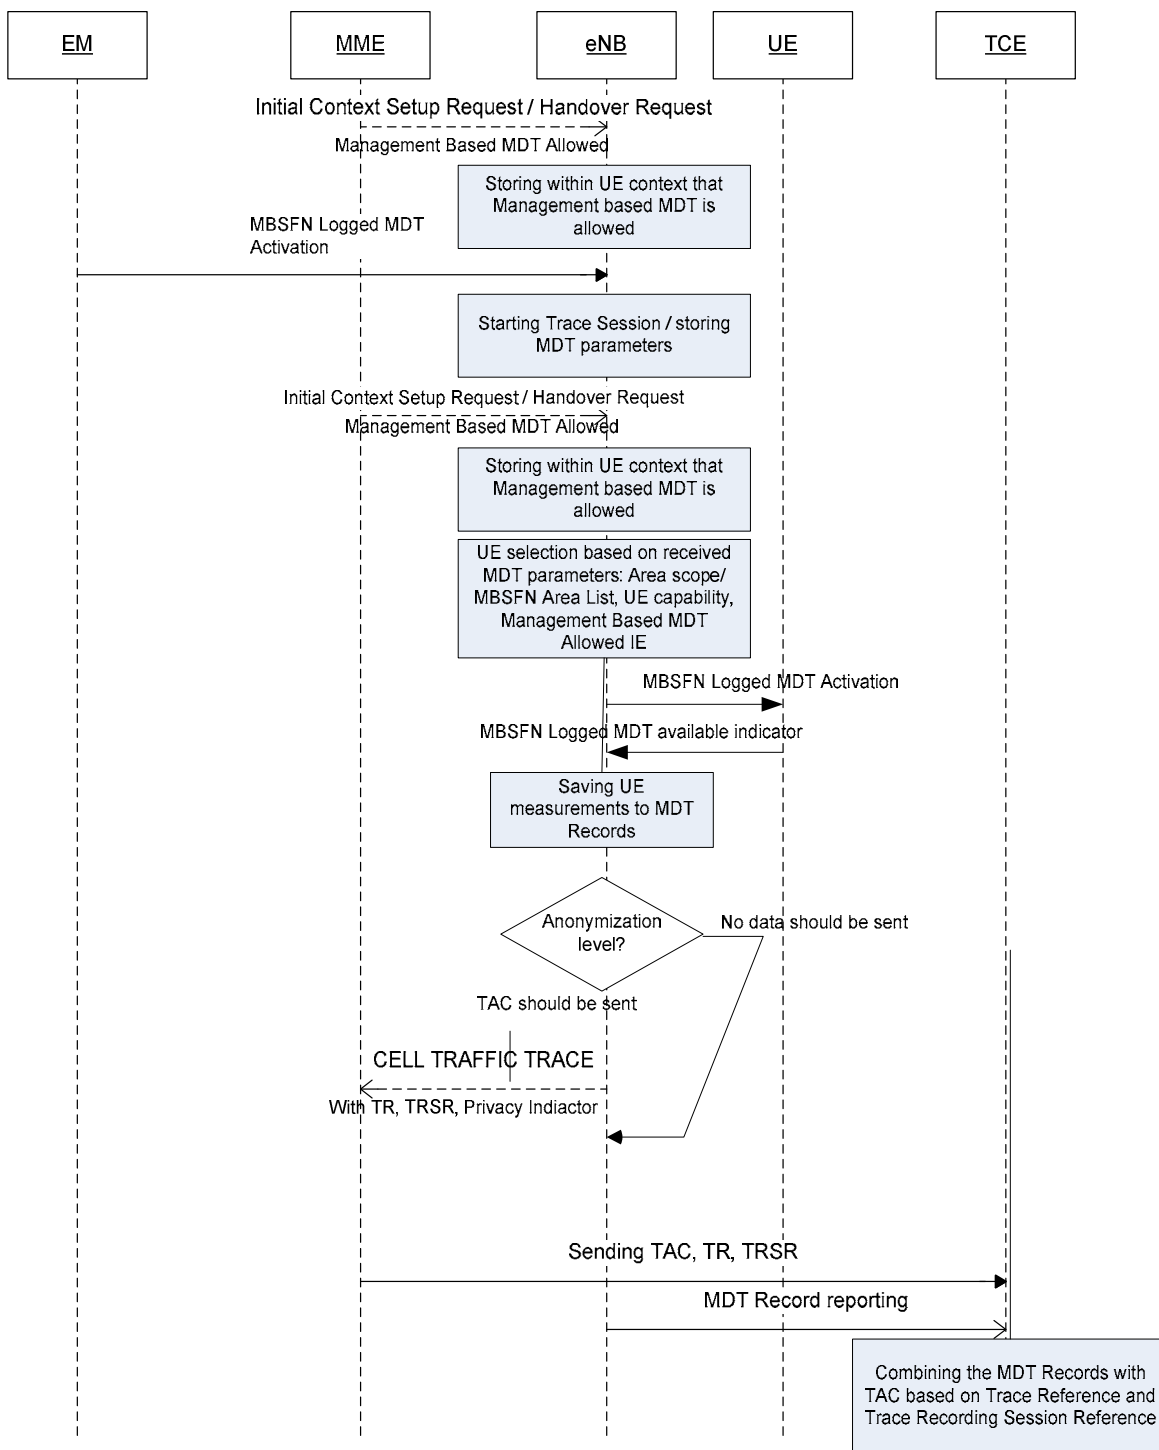 EM
MME
eNB
UE
TCE
Initial Context Setup Request / Handover Request
Management Based MDT Allowed
Storing within UE context that
Management based MDT is
allowed
MBSFN Logged MDT
Activation
Starting Trace Session / storing
MDT parameters
Initial Context Setup Request / Handover Request
Management Based MDT Allowed
Storing within UE context that
Management based MDT is
allowed
UE selection based on received
MDT parameters: Area scope/
MBSFN Area List, UE capability,
Management Based MDT
Allowed IE
MBSFN Logged MDT Activation
MBSFN Logged MDT available indicator
Saving UE
measurements to MDT
Records
Anonymization
level?
No data should be sent
TAC should be sent
CELL TRAFFIC TRACE
With TR, TRSR, Privacy Indiactor
Sending TAC, TR, TRSR
MDT Record reporting
Combining the MDT Records with
TAC based on Trace Reference and
Trace Recording Session Reference